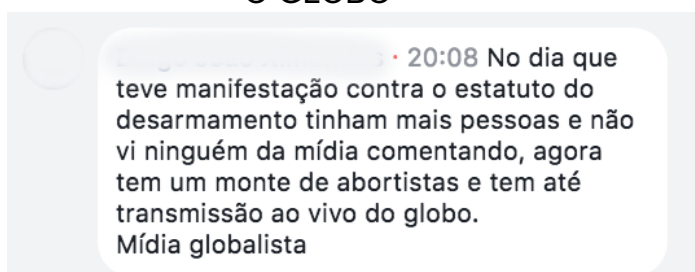 O GLOBO
· 20:08 No dia que
teve manifestação contra o estatuto do
desarmamento tinham mais pessoas e não
vi ninguém da mídia comentando, agora
tem um monte de abortistas e tem até
transmissão ao vivo do globo.
Mídia globalista